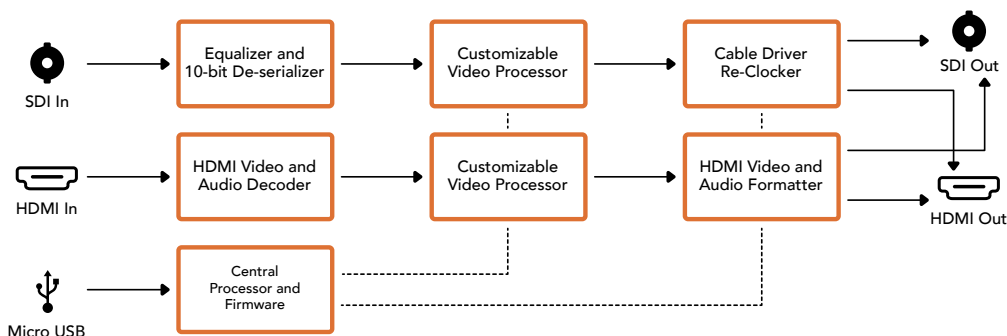 SDI In
Equalizer and
10-bit De-serializer
Customizable
Video Processor
Cable Driver
Re-Clocker
SDI Out
HDMI In
HDMI Video and
Audio Decoder
Customizable
Video Processor
HDMI Video and
Audio Formatter
HDMI Out
Micro USB
Central
Processor and
Firmware